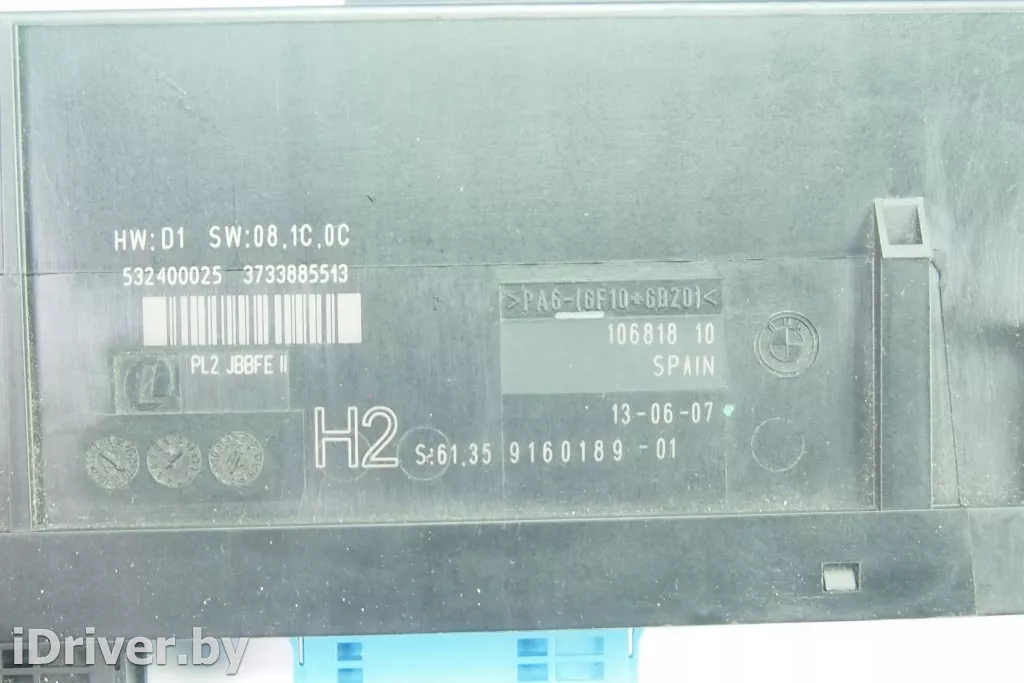 HW:D1 SW:08,1C,0C
532400025 3733885513
PL2 JBBFE II
>PA6-(GF10+GB20)<
106818 10
SPAIN
13-06-07
H2
S:61.35 9160189-01
iDriver.by